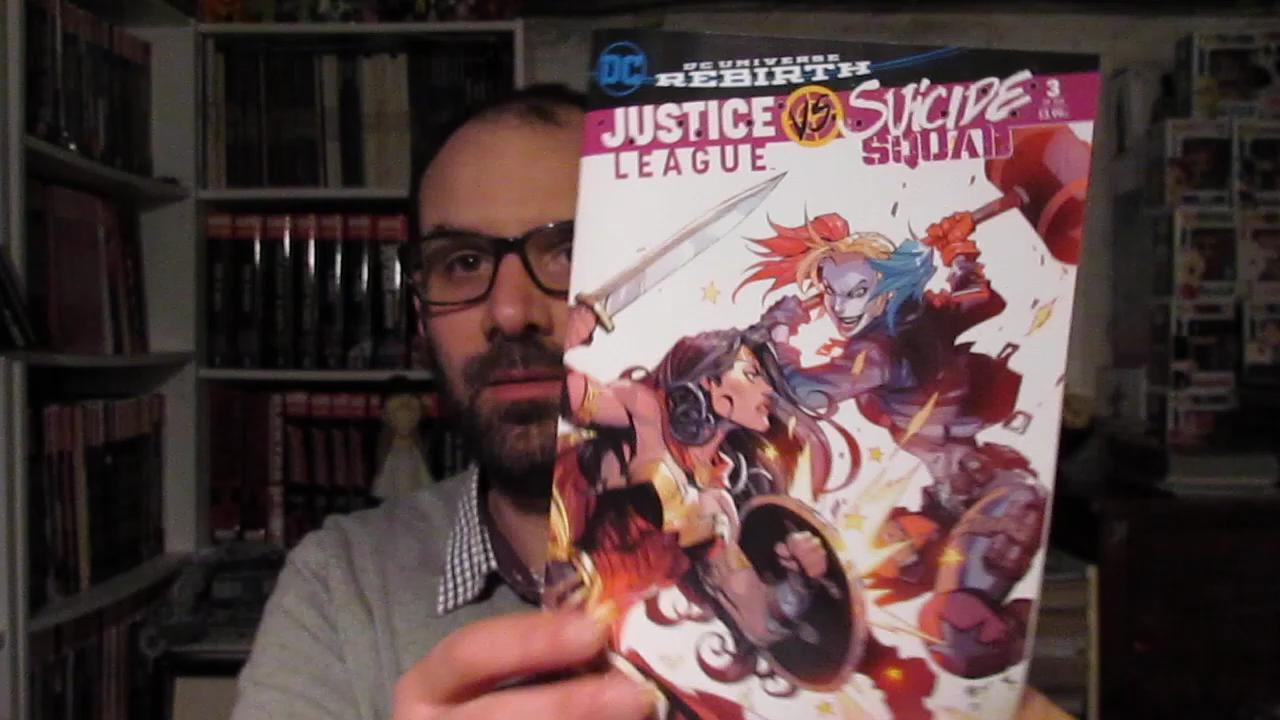 DC
DC UNIVERSE
REBIRTH
JUSTICE VS. SUICIDE
LEAGUE SQUAD
3